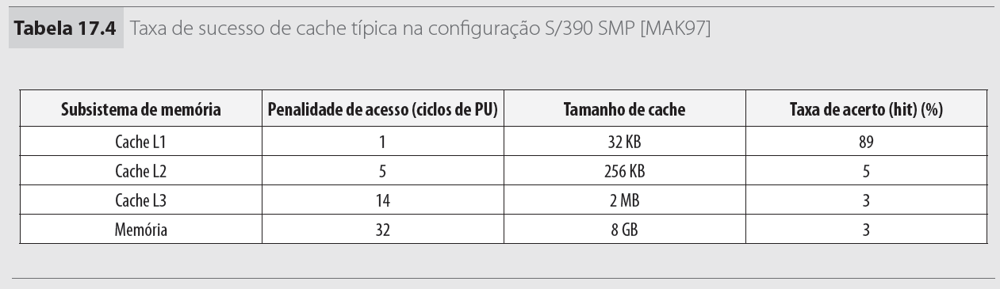 Tabela 17.4 Taxa de sucesso de cache típica na configuração S/390 SMP [MAK97]
Subsistema de memória Penalidade de acesso (ciclos de PU) Tamanho de cache Taxa de acerto (hit) (%)
Cache L1 1 32 KB 89
Cache L2 5 256 KB 5
Cache L3 14 2 MB 3
Memória 32 8 GB 3